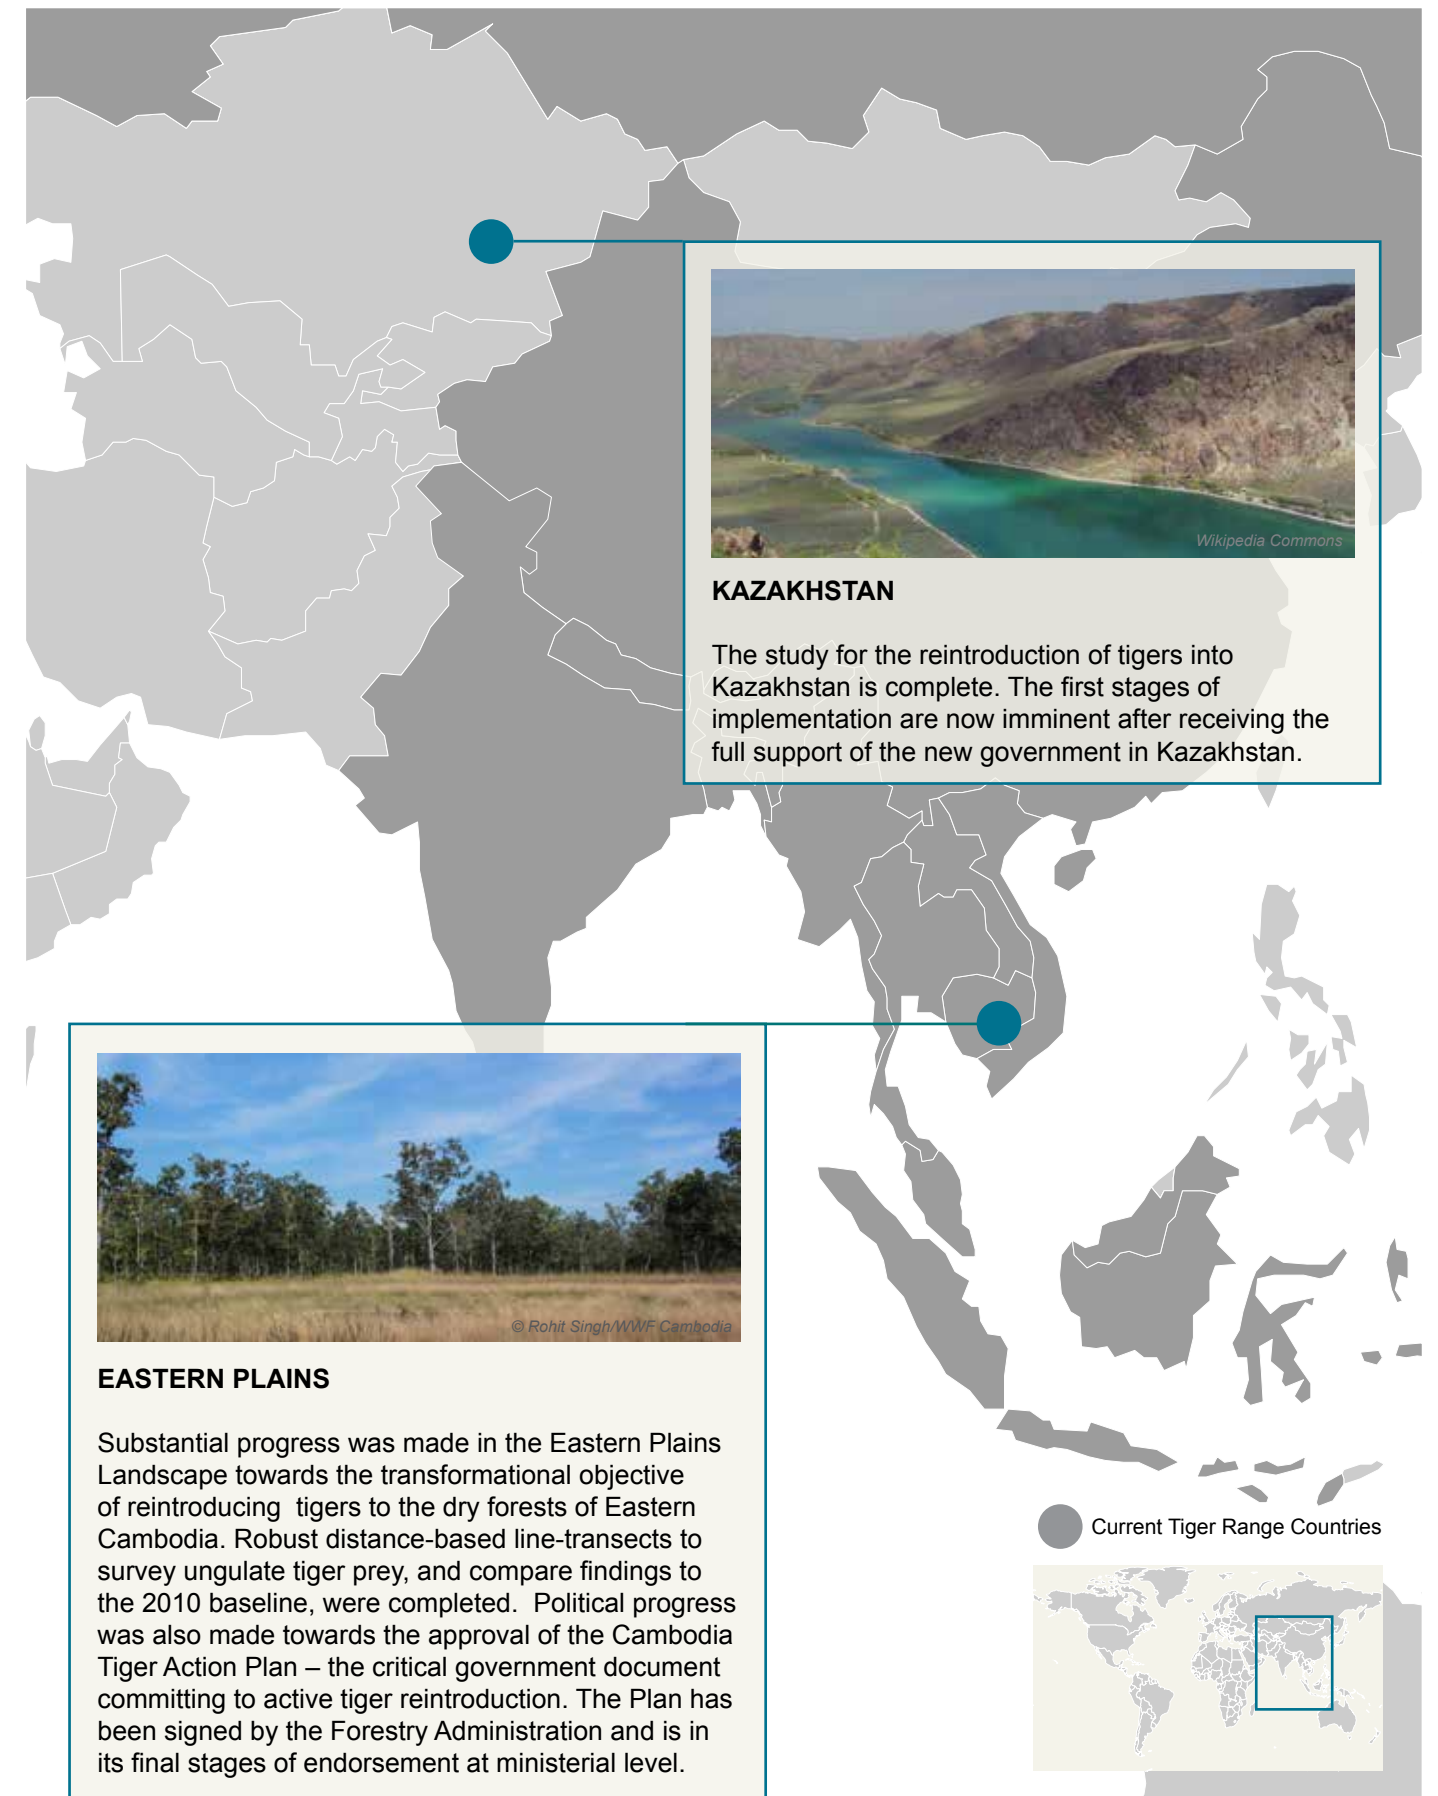 Wikipedia Commons
KAZAKHSTAN
The study for the reintroduction of tigers into
Kazakhstan is complete. The first stages of
implementation are now imminent after receiving the
full support of the new government in Kazakhstan.
© Rohit Singh/WWF Cambodia
EASTERN PLAINS
Substantial progress was made in the Eastern Plains
Landscape towards the transformational objective
of reintroducing  tigers to the dry forests of Eastern
Cambodia. Robust distance-based line-transects to
survey ungulate tiger prey, and compare findings to
the 2010 baseline, were completed.  Political progress
was also made towards the approval of the Cambodia
Tiger Action Plan – the critical government document
committing to active tiger reintroduction. The Plan has
been signed by the Forestry Administration and is in
its final stages of endorsement at ministerial level.
Current Tiger Range Countries